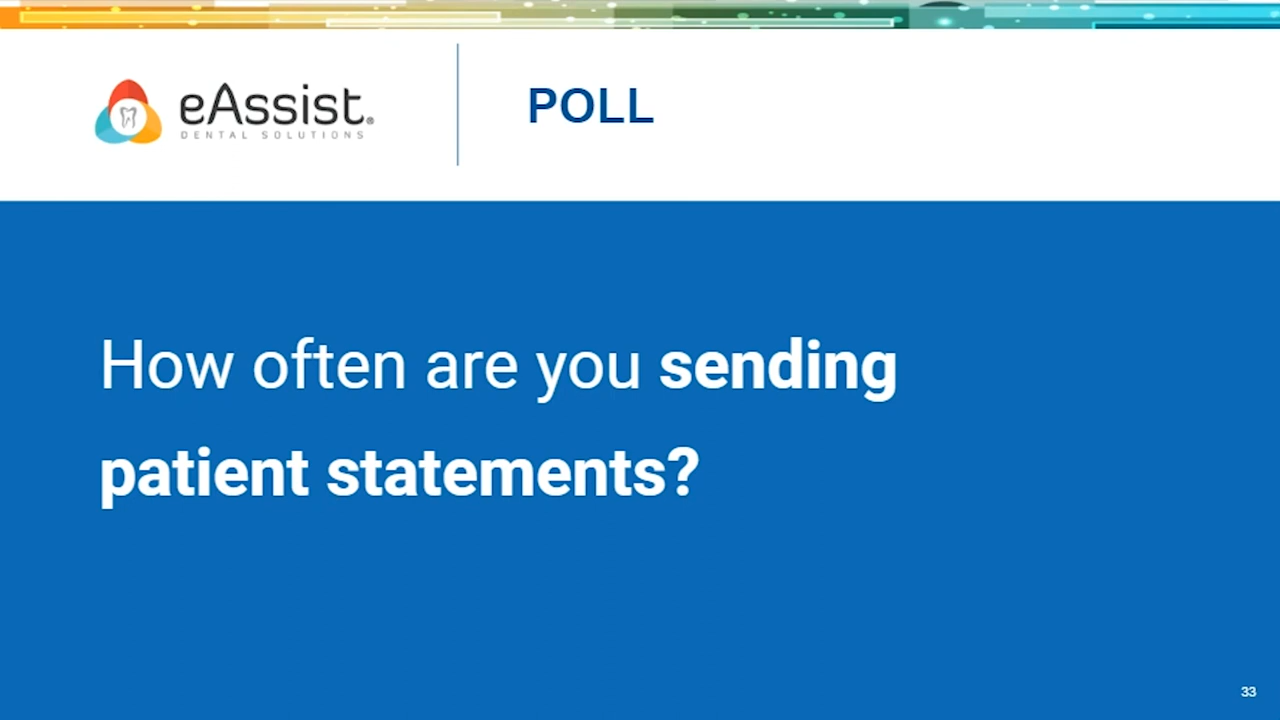 eAssist®
DENTAL SOLUTIONS
POLL
How often are you sending
patient statements?
33